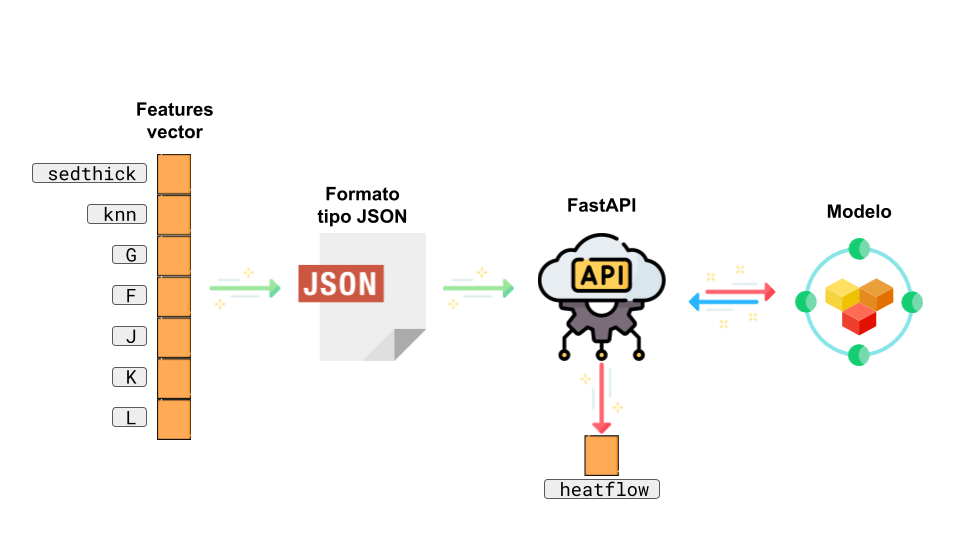 Features
vector
sedthick
knn
G
F
J
K
L
Formato
tipo JSON
JSON
FastAPI
API
Modelo
heatflow